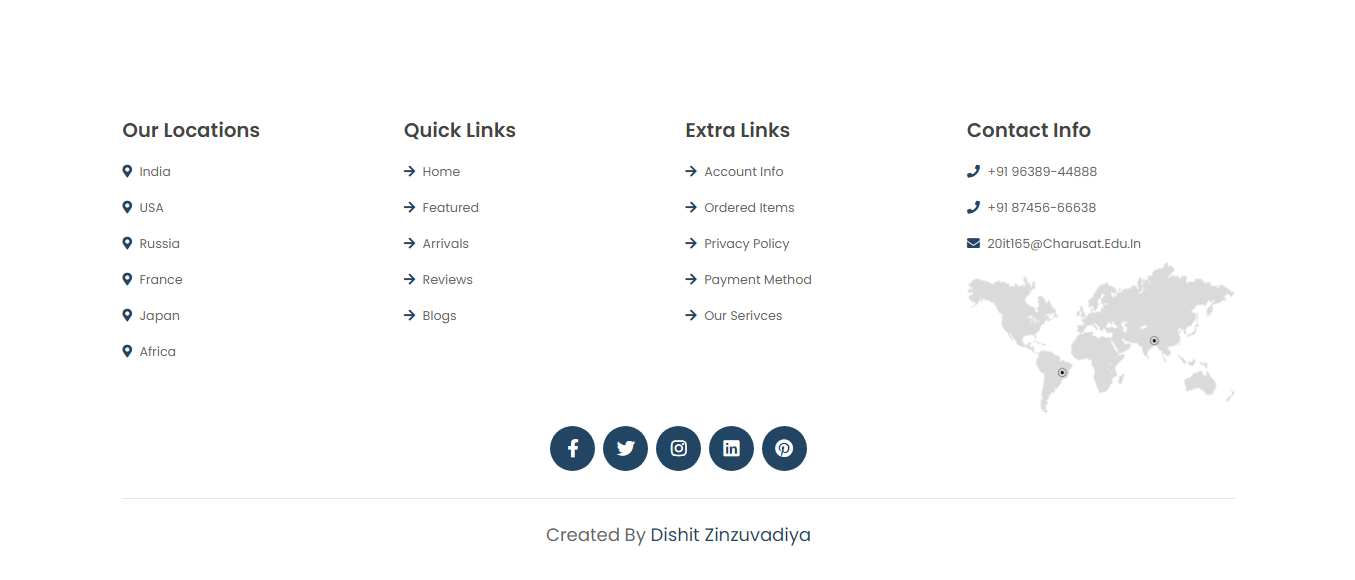 Our Locations
India
USA
Russia
France
Japan
Africa
Quick Links
Home
Featured
Arrivals
Reviews
Blogs
Extra Links
Account Info
Ordered Items
Privacy Policy
Payment Method
Our Serivces
Contact Info
+91 96389-44888
+91 87456-66638
20it165@Charusat.Edu.In
Created By Dishit Zinzuvadiya